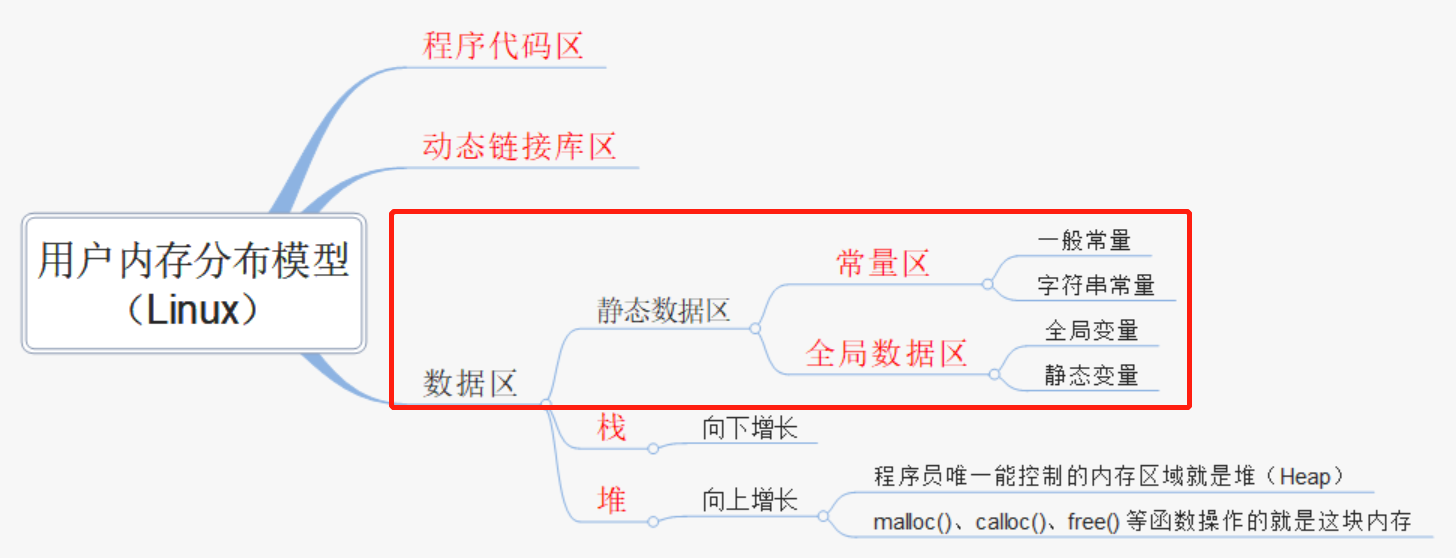 程序代码区
动态链接库区
用户内存分布模型
（Linux）
数据区
静态数据区
常量区
一般常量
字符串常量
全局数据区
全局变量
静态变量
栈
向下增长
堆
向上增长
程序员唯一能控制的内存区域就是堆（Heap）
malloc()、calloc()、free() 等函数操作的就是这块内存